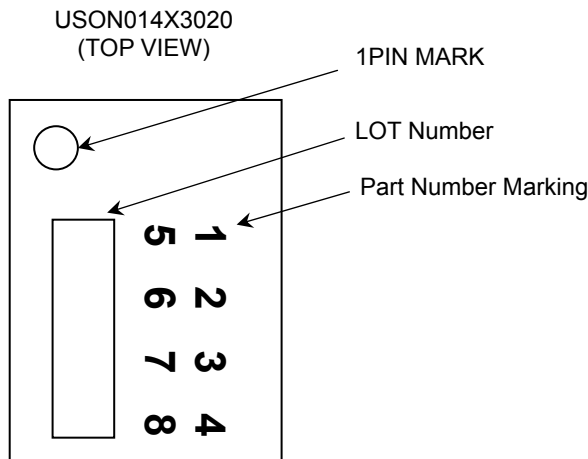 USON014X3020
(TOP VIEW)
1PIN MARK
LOT Number
Part Number Marking
1 2 3 4
5 6 7 8